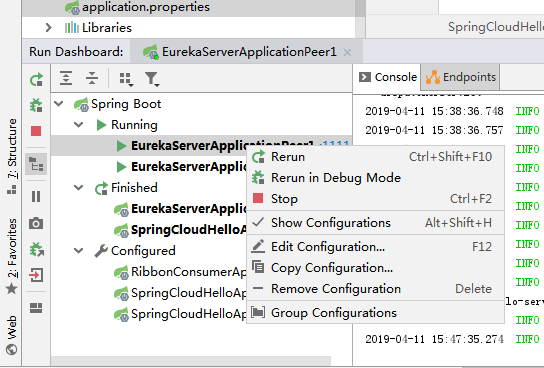 application.properties
Libraries
SpringCloudHello
Run Dashboard:
EurekaServerApplicationPeer1
Console
Endpoints
Spring Boot
Running
EurekaServerApplicationPeer1 :1111
EurekaServerAppl
Finished
EurekaServerApplic
SpringCloudHelloA
Configured
RibbonConsumerAp
SpringCloudHelloAp
SpringCloudHelloAp
Rerun Ctrl+Shift+F10
Rerun in Debug Mode
Stop Ctrl+F2
Show Configurations Alt+Shift+H
Edit Configuration... F12
Copy Configuration...
Remove Configuration Delete
Group Configurations
2019-04-11 15:38:36.748 INFO
2019-04-11 15:38:36.757 INFO
INFO
INFO
INFO
INFO
INFO
INFO
INFO
lo-serv
INFO
2019-04-11 15:47:35.274 INFO
7: Structure
2: Favorites
Web